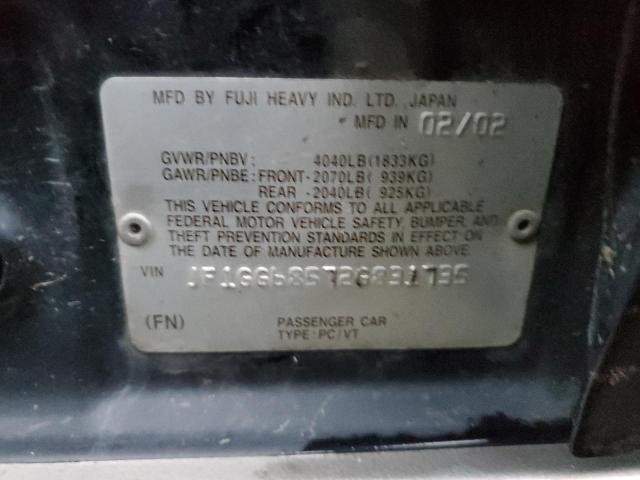 MFD BY FUJI HEAVY IND. LTD. JAPAN
MFD IN 02/02
GVWR/PNBV: 4040LB(1833KG)
GAWR/PNBE: FRONT-2070LB( 939KG)
REAR -2040LB( 925KG)
THIS VEHICLE CONFORMS TO ALL APPLICABLE
FEDERAL MOTOR VEHICLE SAFETY, BUMPER, AND
THEFT PREVENTION STANDARDS IN EFFECT ON
THE DATE OF MANUFACTURE SHOWN ABOVE.
VIN JF1GG68572G831735
(FN) PASSENGER CAR
TYPE: PC/VT